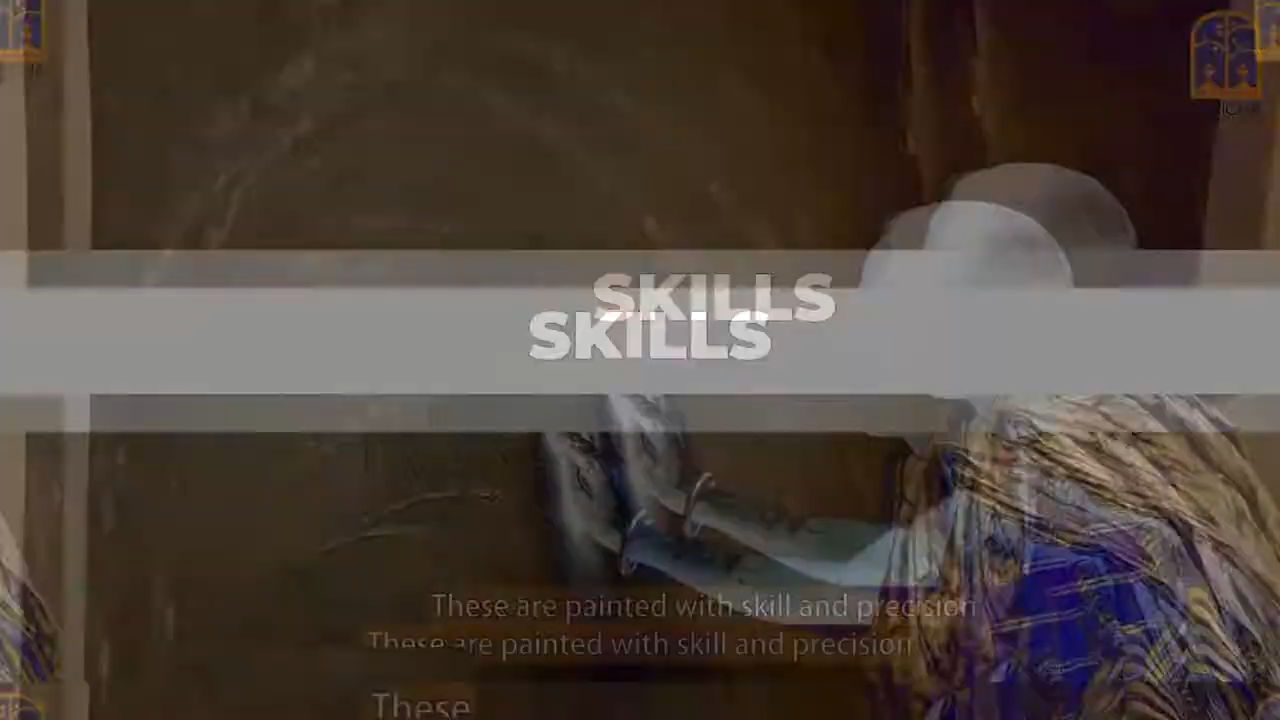 SKILLS
SKILLS
These are painted with skill and precision
These are painted with skill and precision
These